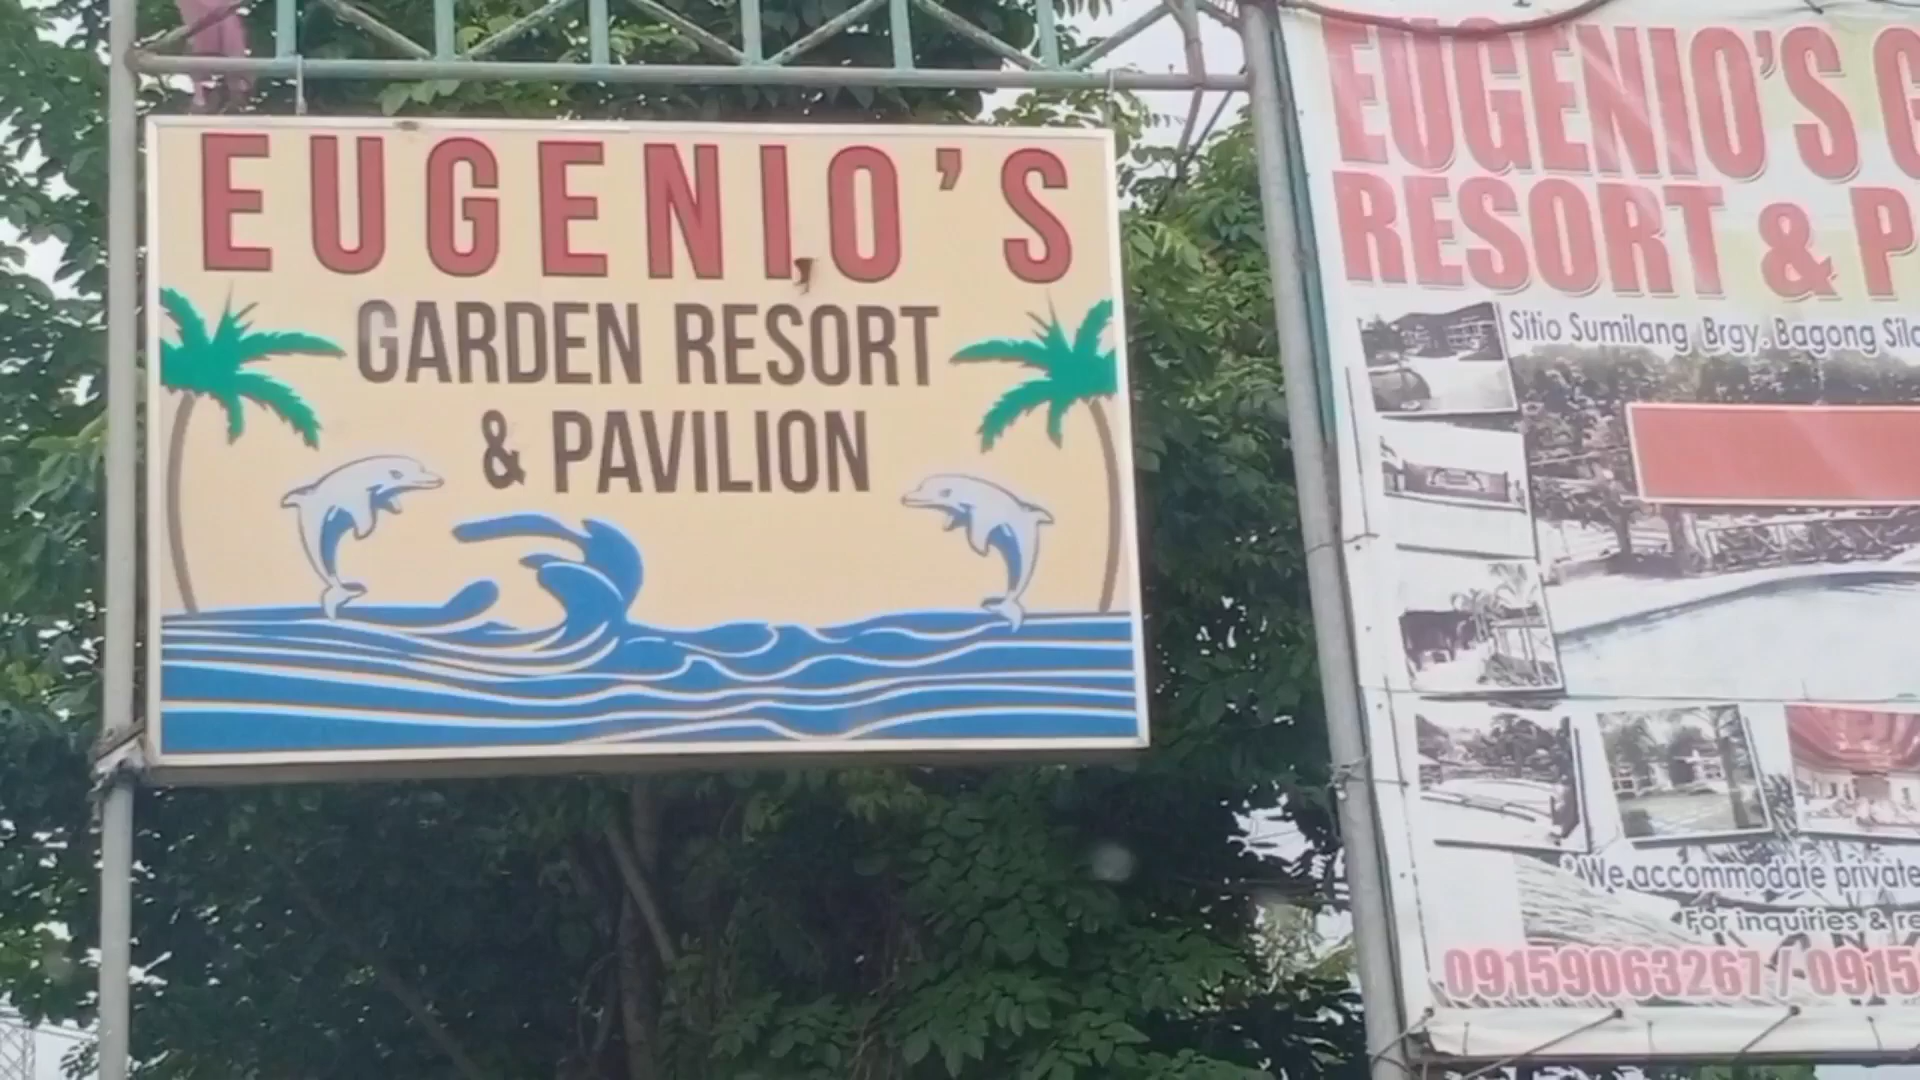 EUGENIO'S
GARDEN RESORT
& PAVILION
EUGENIO'S
RESORT &
Sitio Sumilang Brgy. Bagong
*We accommodate private
For inquiries &
09159063267 / 0915